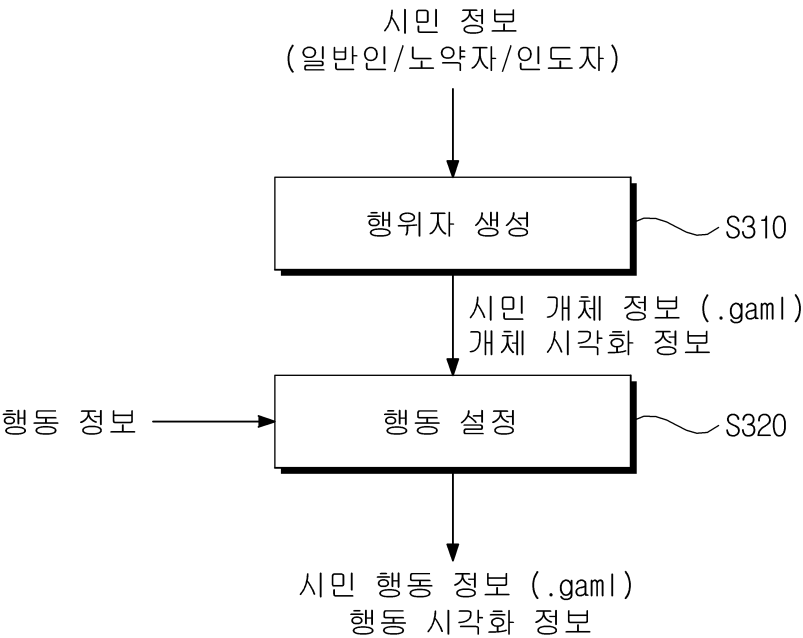 시민 정보
(일반인/노약자/인도자)
행위자 생성
S310
시민 개체 정보 (.gaml)
개체 시각화 정보
행동 정보
행동 설정
S320
시민 행동 정보 (.gaml)
행동 시각화 정보